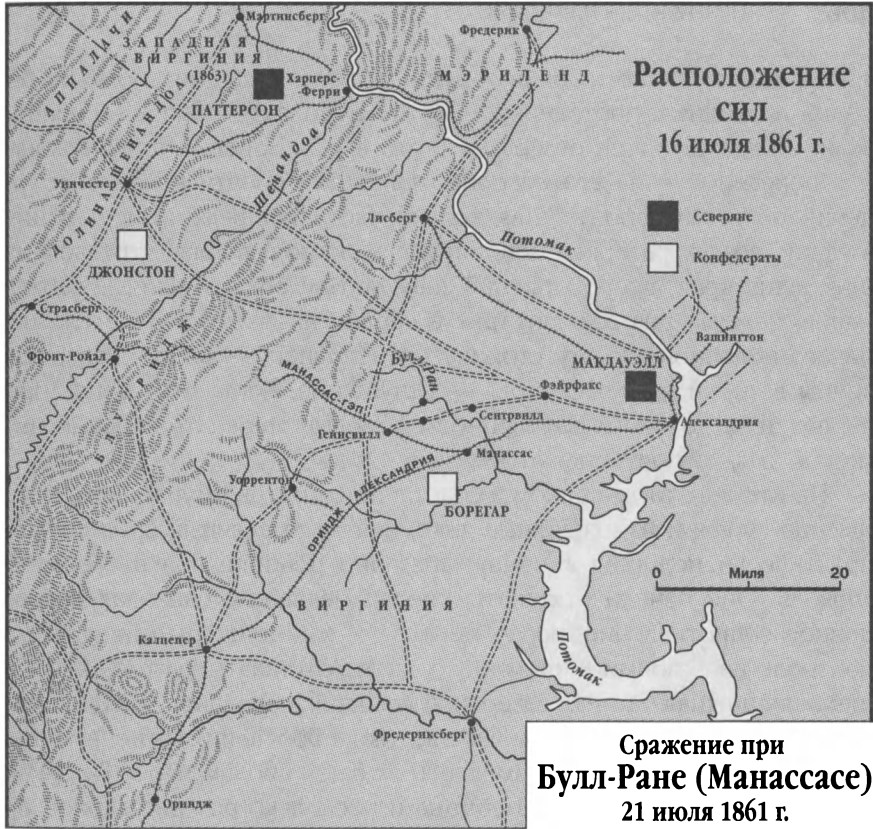 Мартинсберг
Фредерик
АППАЛАЧИ
ЗАПАДНАЯ
ВИРГИНИЯ
(1863)
Харперс-
Ферри
ПАТТЕРСОН
МЭРИЛЕНД
Расположение
сил
16 июля 1861 г.
ДОЛИНА ШЕНАНДОА
Шенандоа
Уинчестер
Лисберг
Потомак
Северяне
Конфедераты
ДЖОНСТОН
Страсберг
Фронт-Ройал
БЛУ РИДЖ
МАНАССАС-ГЭП
Булл-Ран
МАКДАУЭЛЛ
Вашингтон
Фэйрфакс
Сентрвилл
Александрия
Гейнсвилл
Манассас
Уоррентон
ОРИНДЖ - АЛЕКСАНДРИЯ
БОРЕГАР
0 Миля 20
ВИРГИНИЯ
Калпепер
Потомак
Фредериксберг
Ориндж
Сражение при
Булл-Ране (Манассасе)
21 июля 1861 г.